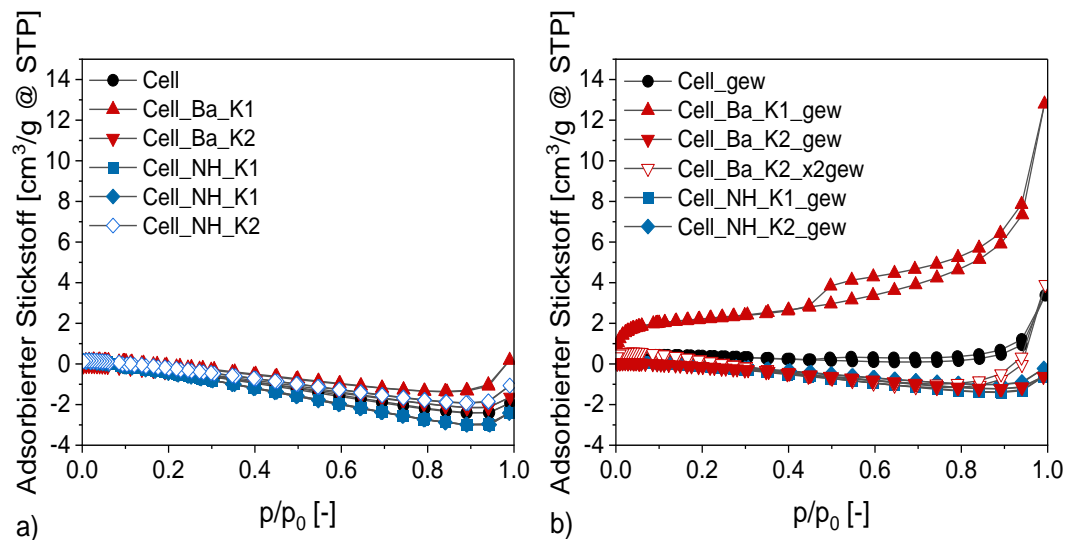 Adsorbierter Stickstoff [cm³/g @ STP]
14
12
10
8
6
4
2
0
-2
-4
Cell
Cell_Ba_K1
Cell_Ba_K2
Cell_NH_K1
Cell_NH_K1
Cell_NH_K2
0.0 0.2 0.4 0.6 0.8 1.0
p/p₀ [-]
a)
Adsorbierter Stickstoff [cm³/g @ STP]
14
12
10
8
6
4
2
0
-2
-4
Cell_gew
Cell_Ba_K1_gew
Cell_Ba_K2_gew
Cell_Ba_K2_x2gew
Cell_NH_K1_gew
Cell_NH_K2_gew
0.0 0.2 0.4 0.6 0.8 1.0
p/p₀ [-]
b)